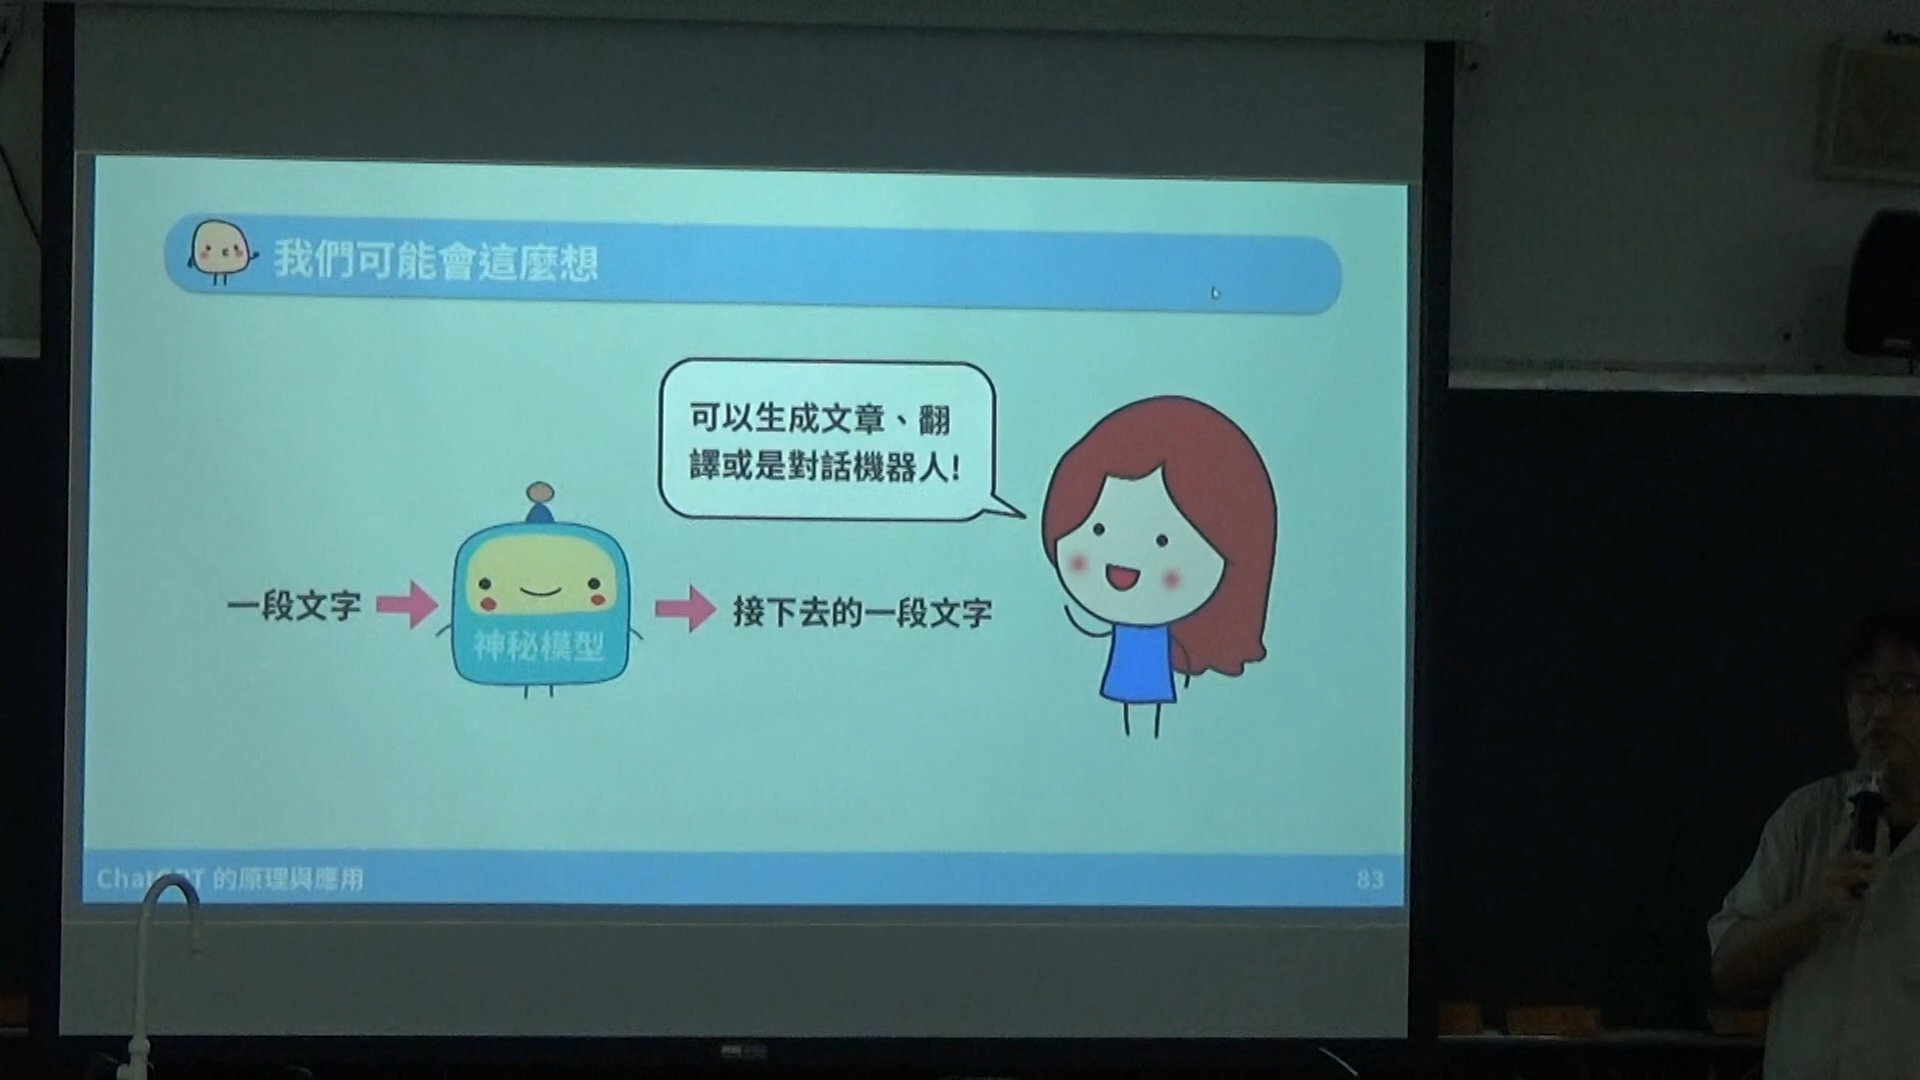 我們可能會這麼想
可以生成文章、翻
譯或是對話機器人!
一段文字
神秘模型
接下去的一段文字
ChatGPT 的原理與應用
83